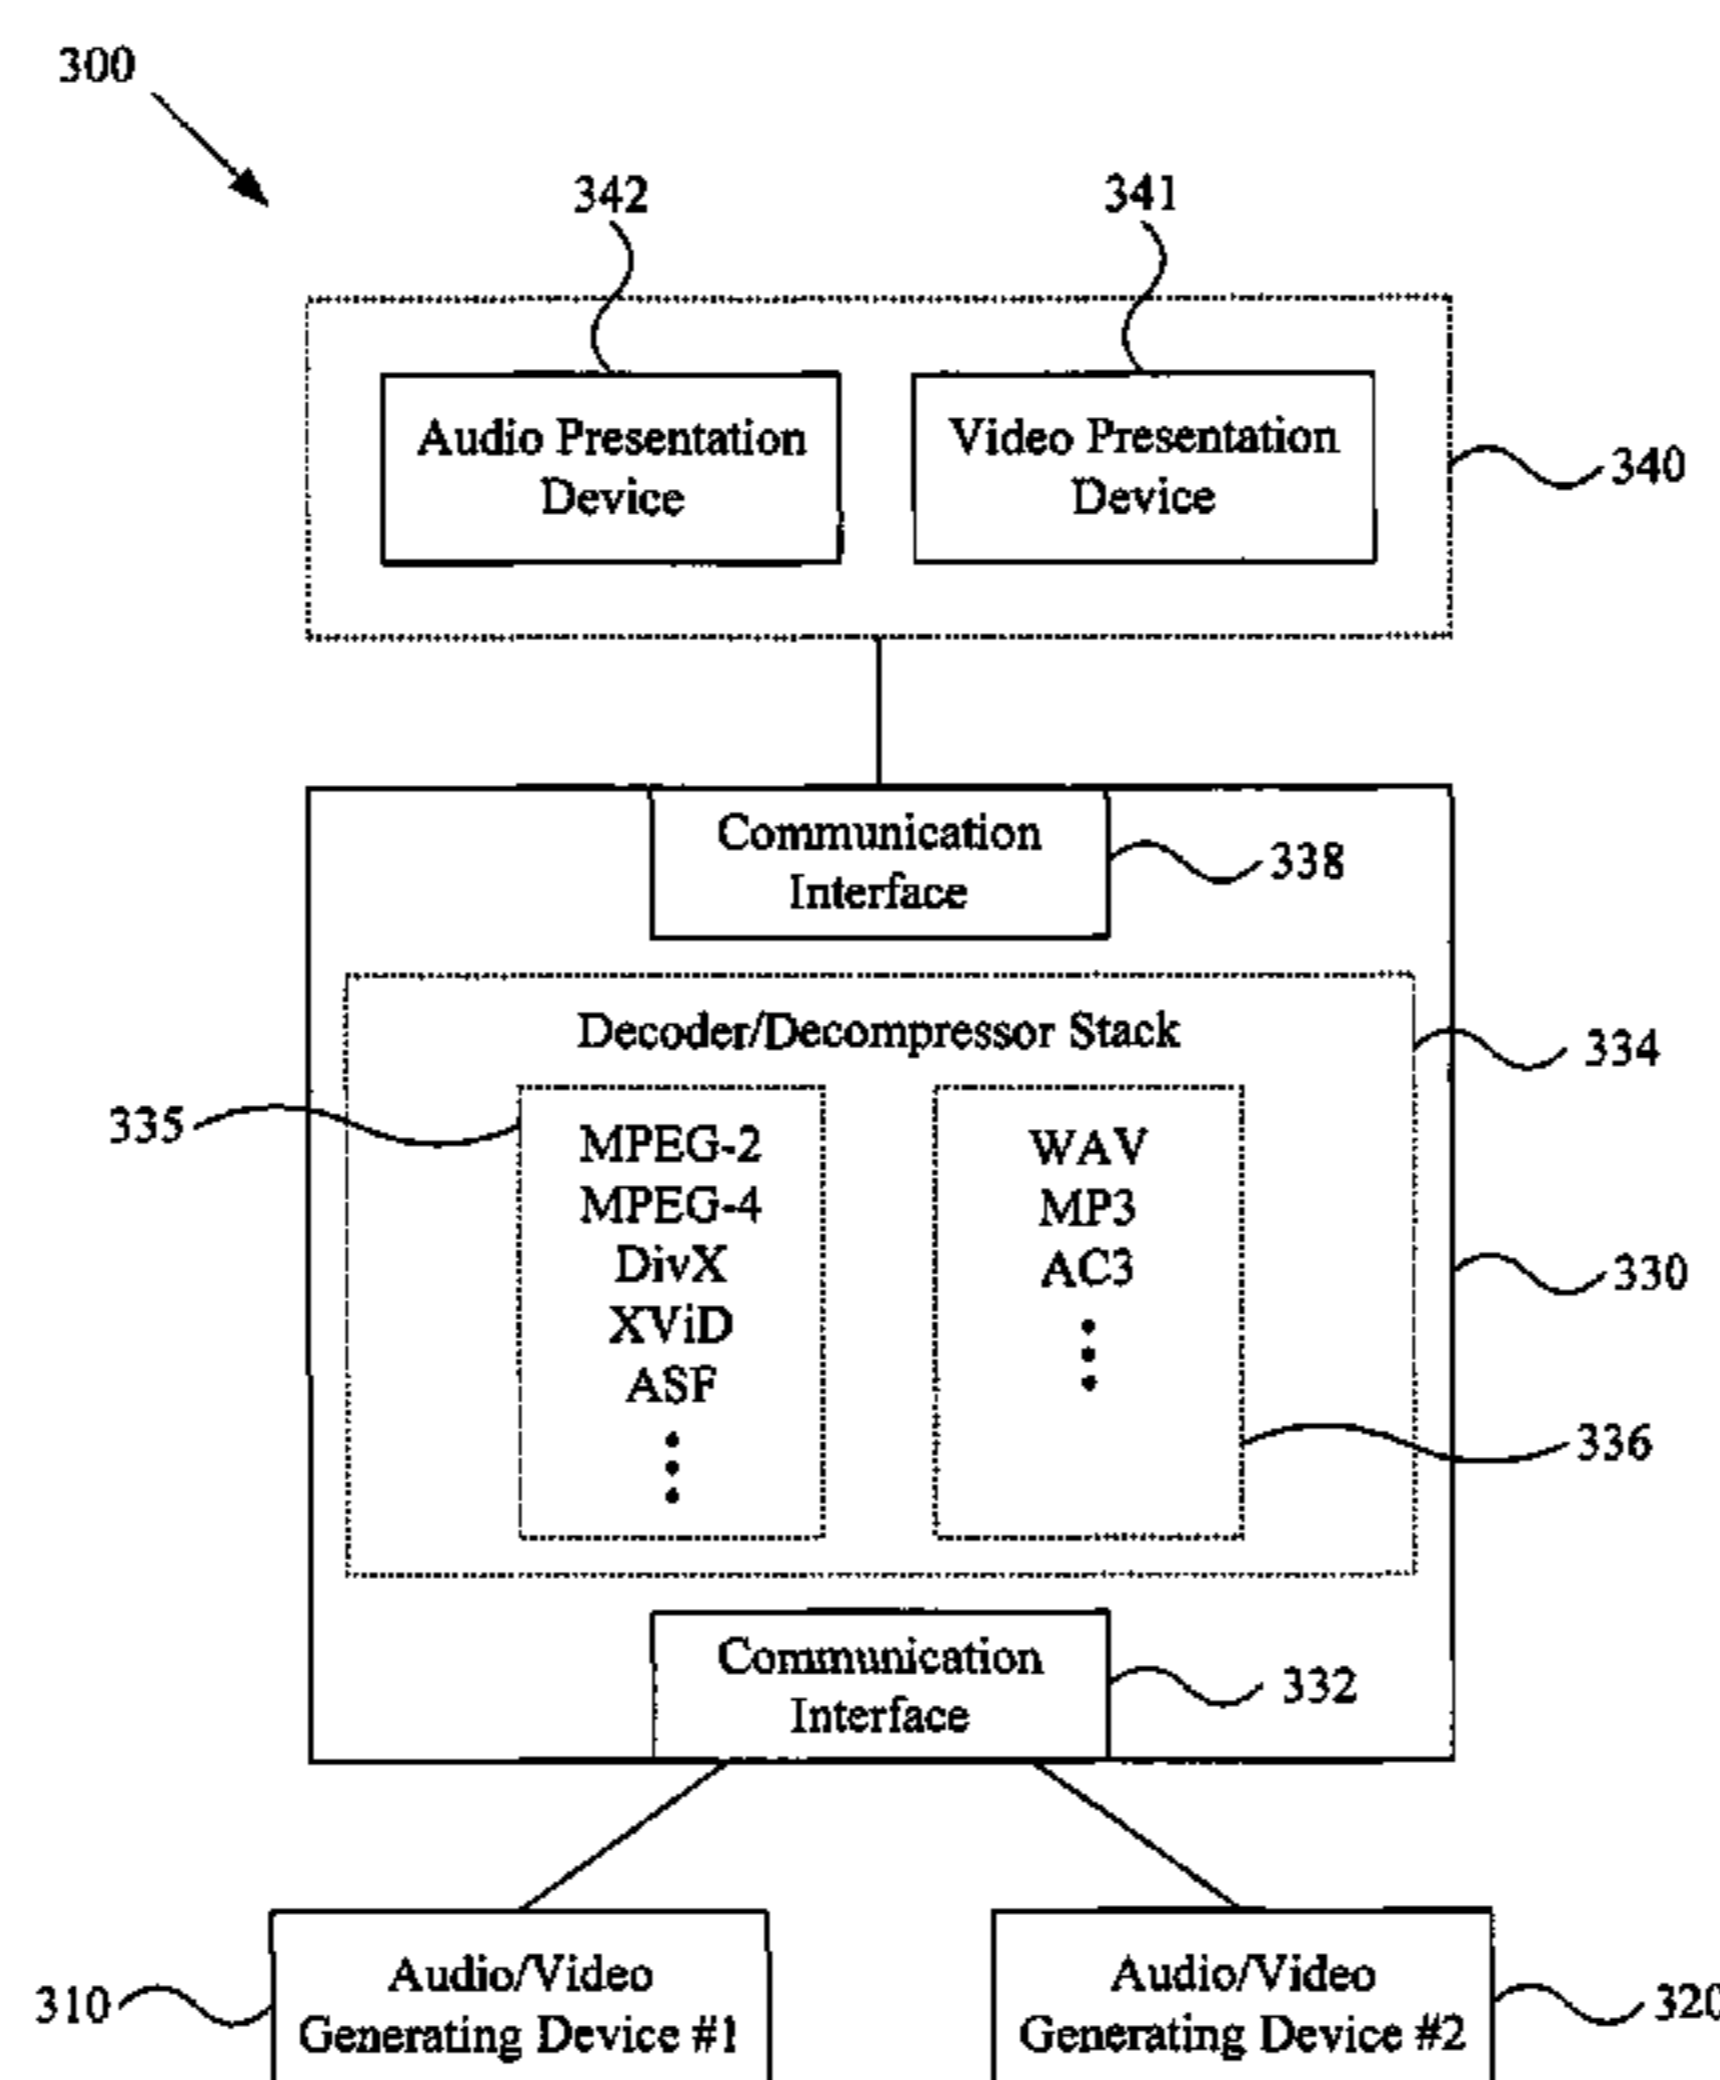 300
342
341
Audio Presentation
Device
Video Presentation
Device
340
Communication
Interface
338
Decoder/Decompressor Stack
334
335
MPEG-2
MPEG-4
DivX
XViD
ASF
WAV
MP3
AC3
330
336
Communication
Interface
332
310
Audio/Video
Generating Device #1
Audio/Video
Generating Device #2
320